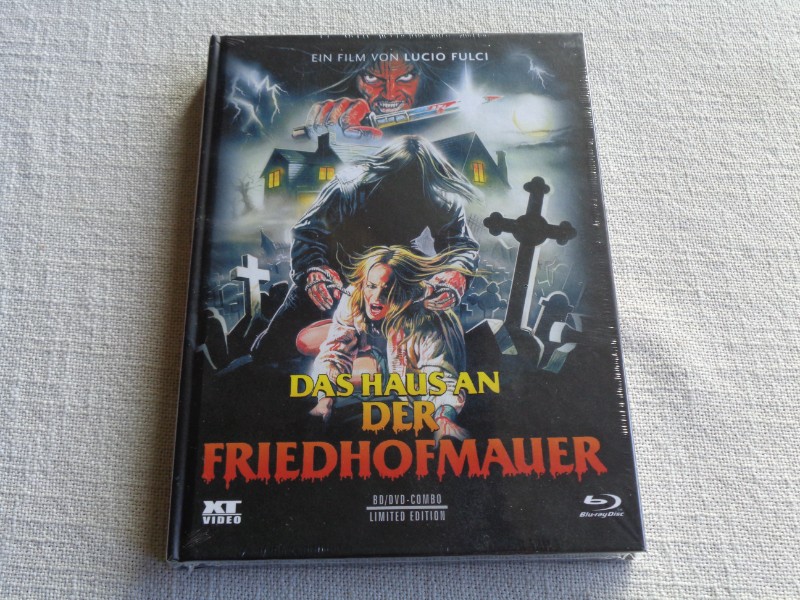 EIN FILM VON LUCIO FULCI
DAS HAUS AN
DER
FRIEDHOFMAUER
XT
VIDEO
BD/DVD-COMBO
LIMITED EDITION
Blu-ray Disc